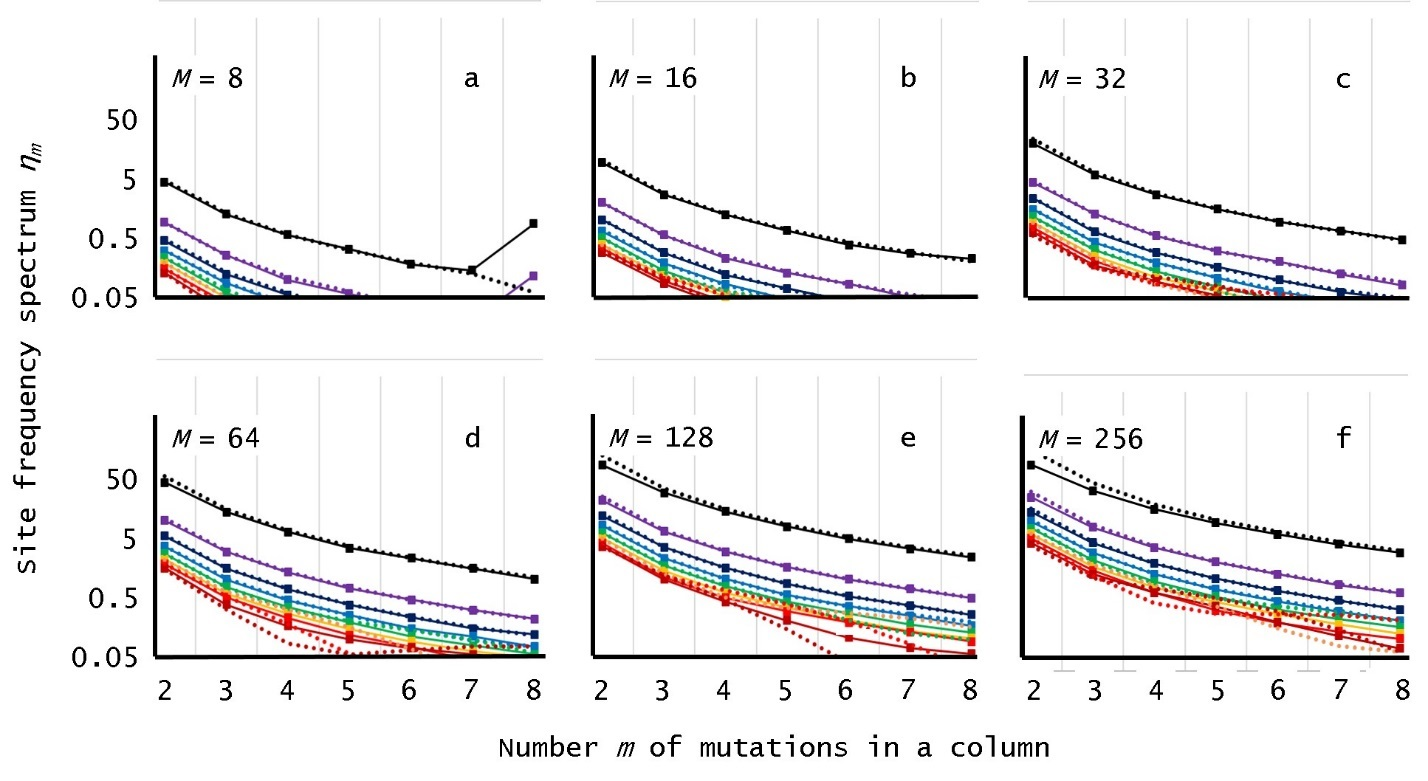 Site frequency spectrum ηm
M = 8 a
M = 16 b
M = 32 c
50
5
0.5
0.05
M = 64 d
M = 128 e
M = 256 f
50
5
0.5
0.05
2 3 4 5 6 7 8
2 3 4 5 6 7 8
2 3 4 5 6 7 8
Number m of mutations in a column